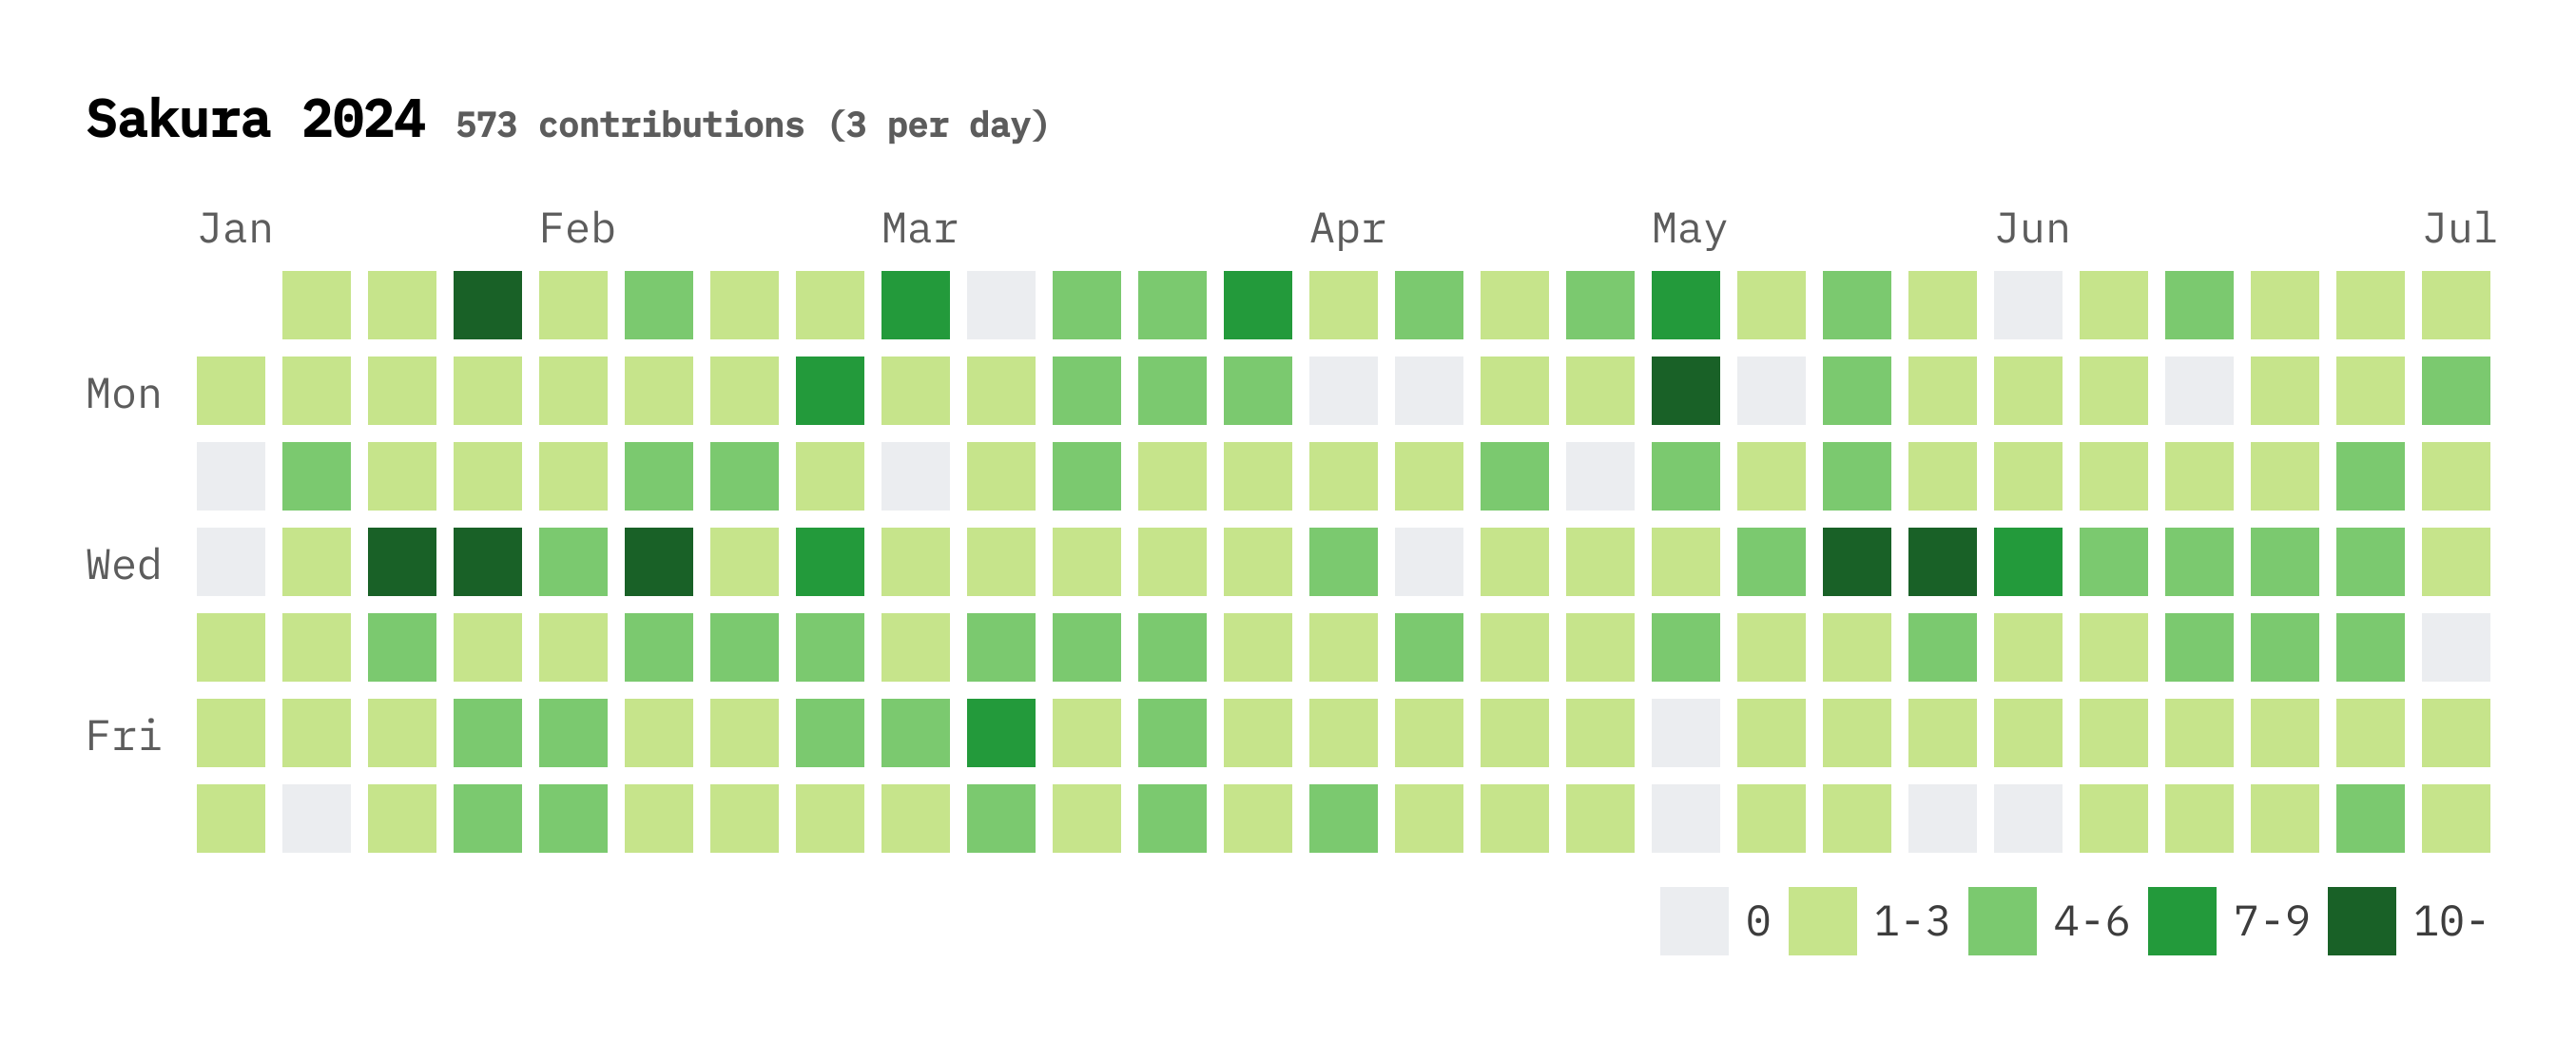 Sakura 2024 573 contributions (3 per day)
Jan Feb Mar Apr May Jun Jul
Mon
Wed
Fri
0 1-3 4-6 7-9 10-